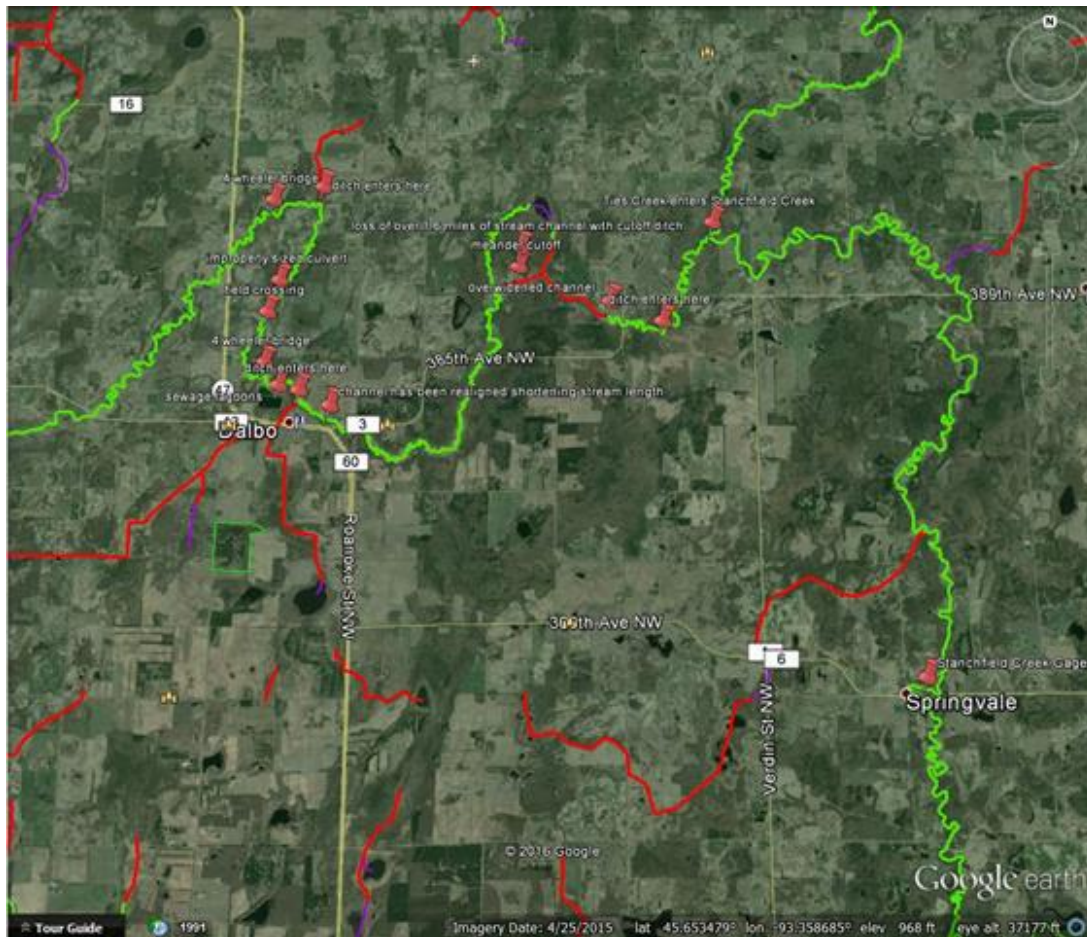 N
16
4 wheeler bridge
ditch enters here
Ties Creek enters Stanchfield Creek
loss of over 1.6 miles of stream channel with cutoff ditch
meander cutoff
improperly sized culvert
over widened channel
field crossing
ditch enters here
389th Ave NW
4 wheeler bridge
385th Ave NW
ditch enters here
47
sewage lagoons
channel has been realigned shortening stream length
Dalbo
3
60
Roanoke St NW
Ave NW
6
Stanchfield Creek Gage
Springvale
Verdin St NW
© 2016 Google
Google earth
Tour Guide
1991
Imagery Date: 4/25/2015 lat 45.653479° lon -93.358685° elev 968 ft eye alt 37177 ft